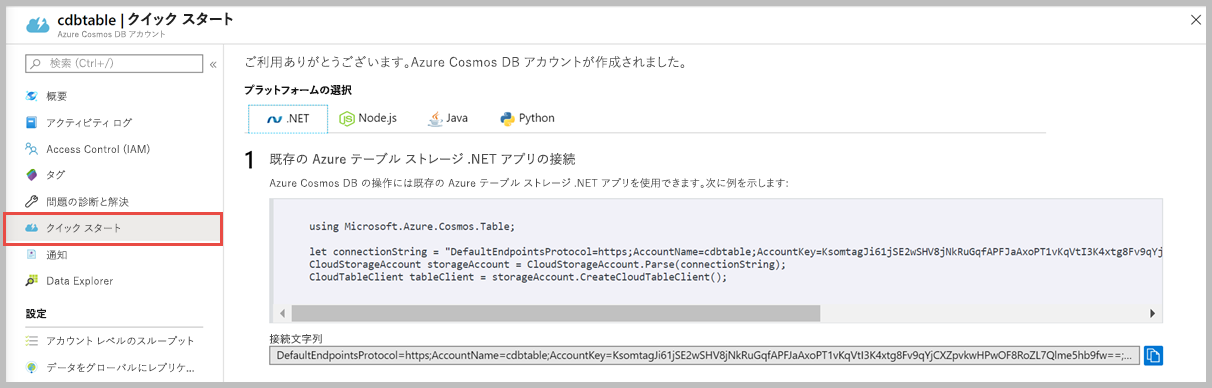 cdbtable | クイック スタート
Azure Cosmos DB アカウント
検索 (Ctrl+/)
概要
アクティビティ ログ
Access Control (IAM)
タグ
問題の診断と解決
クイック スタート
通知
Data Explorer
設定
アカウント レベルのスループット
データをグローバルにレプリケ...
ご利用ありがとうございます。Azure Cosmos DB アカウントが作成されました。
プラットフォームの選択
.NET Node.js Java Python
1 既存の Azure テーブル ストレージ .NET アプリの接続
Azure Cosmos DB の操作には既存の Azure テーブル ストレージ .NET アプリを使用できます。次に例を示します:
using Microsoft.Azure.Cosmos.Table;
let connectionString = "DefaultEndpointsProtocol=https;AccountName=cdbtable;AccountKey=KsomtagJi61jSE2wSHV8jNkRuGqfAPFJaAxoPT1vKqVtI3K4xtg8Fv9qYj
CloudStorageAccount storageAccount = CloudStorageAccount.Parse(connectionString);
CloudTableClient tableClient = storageAccount.CreateCloudTableClient();
接続文字列
DefaultEndpointsProtocol=https;AccountName=cdbtable;AccountKey=KsomtagJi61jSE2wSHV8jNkRuGqfAPFJaAxoPT1vKqVtI3K4xtg8Fv9qYjCXZpvkwHPwOF8RoZL7Qlme5hb9fw==;...